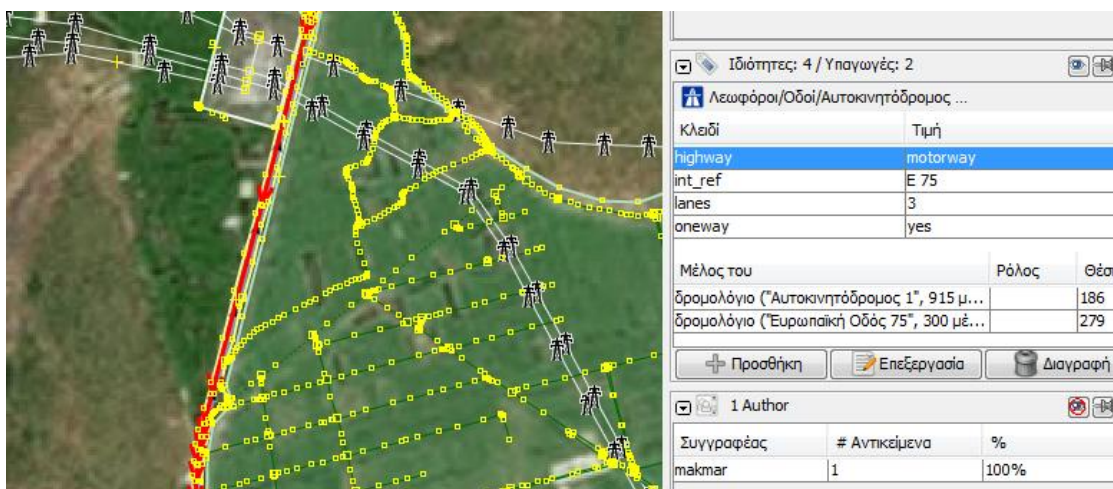 Ιδιότητες: 4 / Υπαγωγές: 2
Λεωφόροι/Οδοί/Αυτοκινητόδρομος ...
Κλειδί Τιμή
highway motorway
int_ref E 75
lanes 3
oneway yes
Μέλος του Ρόλος Θέσ
δρομολόγιο ("Αυτοκινητόδρομος 1", 915 μ... 186
δρομολόγιο ("Ευρωπαϊκή Οδός 75", 300 μέ... 279
Προσθήκη Επεξεργασία Διαγραφή
1 Author
Συγγραφέας # Αντικείμενα %
makmar 1 100%